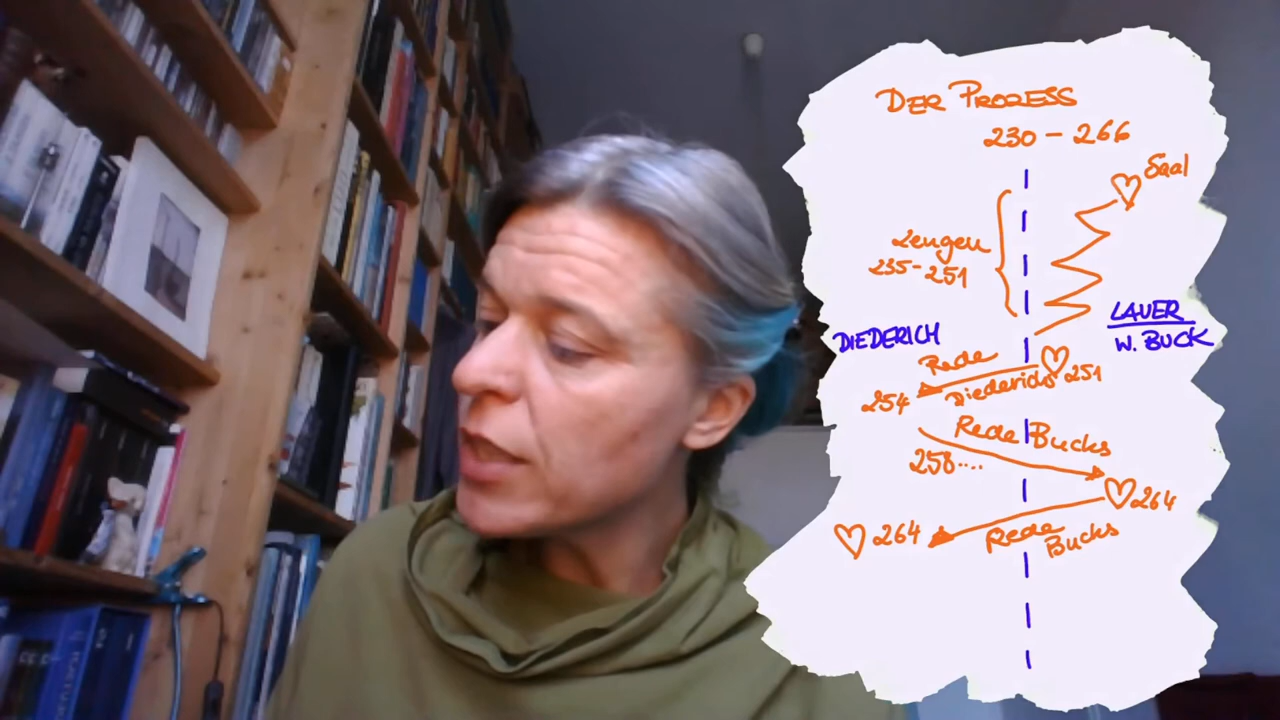 DER PROZESS
230 – 266
Saal
Zeugen
235-251
LAUER
W. BUCK
DIEDERICH
Rede
Diederichs 251
254
Rede Bucks
258....
264
264
Rede
Bucks